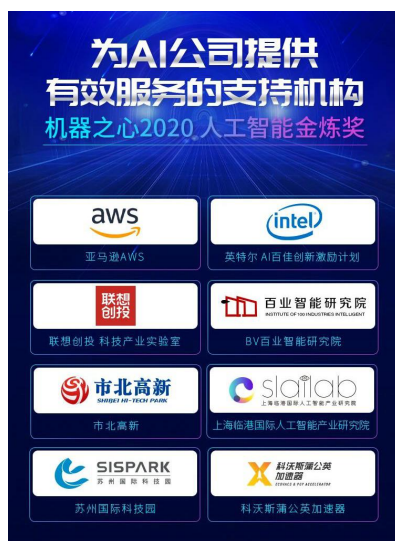 为AI公司提供
有效服务的支持机构
机器之心2020 人工智能金炼奖
aws
亚马逊AWS
intel
英特尔 AI百佳创新激励计划
联想
创投
联想创投 科技产业实验室
百业智能研究院
INSTITUTE OF 100 INDUSTRIES INTELLIGENT
BV百业智能研究院
市北高新
SHIBEI HI-TECH PARK
市北高新
slailab
上海临港国际人工智能产业研究院
上海临港国际人工智能产业研究院
SISPARK
苏州国际科技园
苏州国际科技园
科沃斯蒲公英
加速器
科沃斯蒲公英加速器